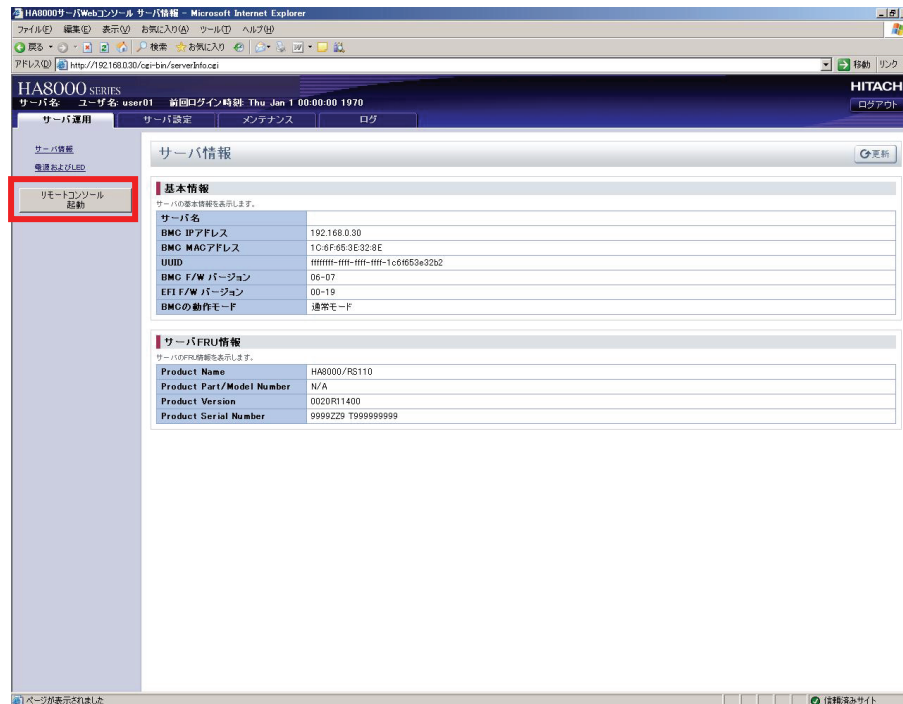 HA8000サーバWebコンソール サーバ情報 - Microsoft Internet Explorer
ファイル(F) 編集(E) 表示(V) お気に入り(A) ツール(T) ヘルプ(H)
戻る 検索 お気に入り
アドレス(D) http://192.168.0.30/cgi-bin/serverInfo.cgi 移動 リンク
HA8000 SERIES HITACH
サーバ名: ユーザ名: user01 前回ログイン時刻: Thu Jan 1 00:00:00 1970 ログアウト
サーバ運用 サーバ設定 メンテナンス ログ
サーバ情報
電源およびLED
リモートコンソール
起動
サーバ情報 更新
基本情報
サーバの基本情報を表示します。
サーバ名
BMC IPアドレス 192.168.0.30
BMC MACアドレス 1C:6F:65:3E:32:8E
UUID ffffffff-ffff-ffff-ffff-1c6f653e32b2
BMC F/W バージョン 06-07
EFI F/W バージョン 00-19
BMCの動作モード 通常モード
サーバFRU情報
サーバのFRU情報を表示します。
Product Name HA8000/RS110
Product Part/Model Number N/A
Product Version 0020R11400
Product Serial Number 9999ZZ9 T999999999
ページが表示されました 信頼済みサイト